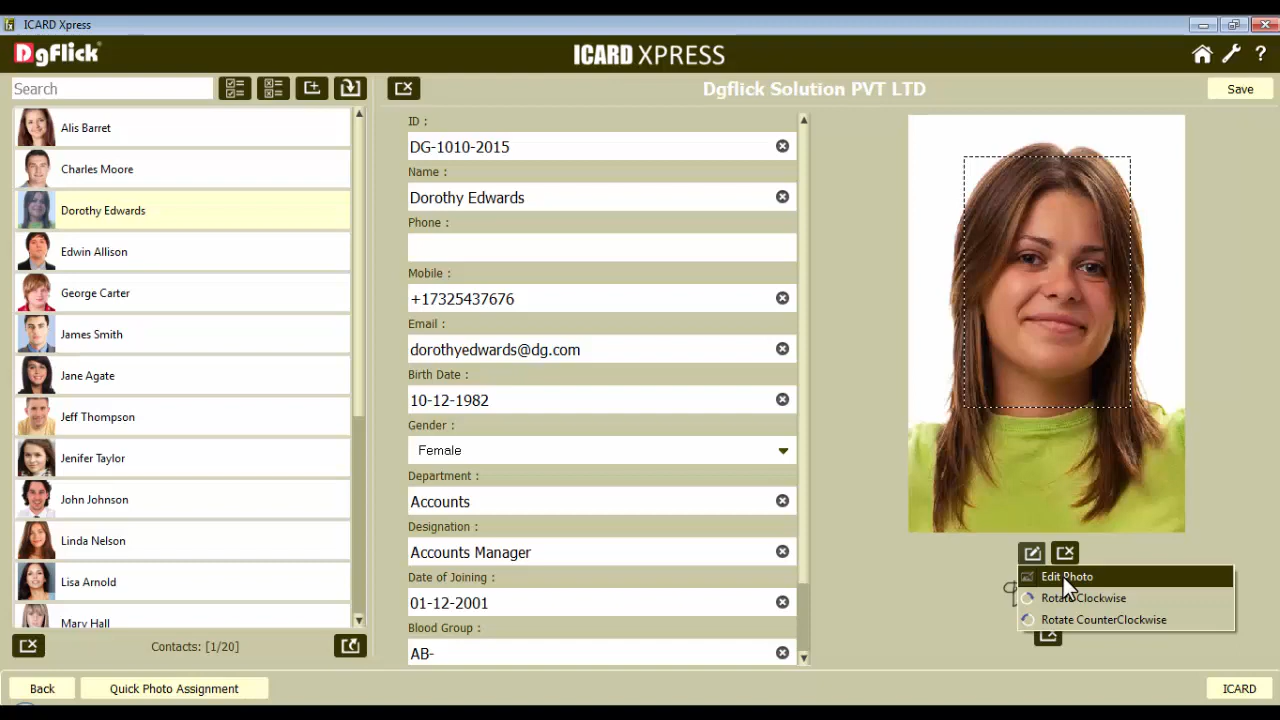 ICARD Xpress
DgFlick
ICARD XPRESS
?
Search
Dgflick Solution PVT LTD
Save
Alis Barret
Charles Moore
Dorothy Edwards
Edwin Allison
George Carter
James Smith
Jane Agate
Jeff Thompson
Jenifer Taylor
John Johnson
Linda Nelson
Lisa Arnold
Mary Hall
Contacts: [1/20]
ID :
DG-1010-2015
Name :
Dorothy Edwards
Phone :
Mobile :
+17325437676
Email :
dorothyedwards@dg.com
Birth Date :
10-12-1982
Gender :
Female
Department :
Accounts
Designation :
Accounts Manager
Date of Joining :
01-12-2001
Blood Group :
AB-
Edit Photo
Rotate Clockwise
Rotate CounterClockwise
Back
Quick Photo Assignment
ICARD